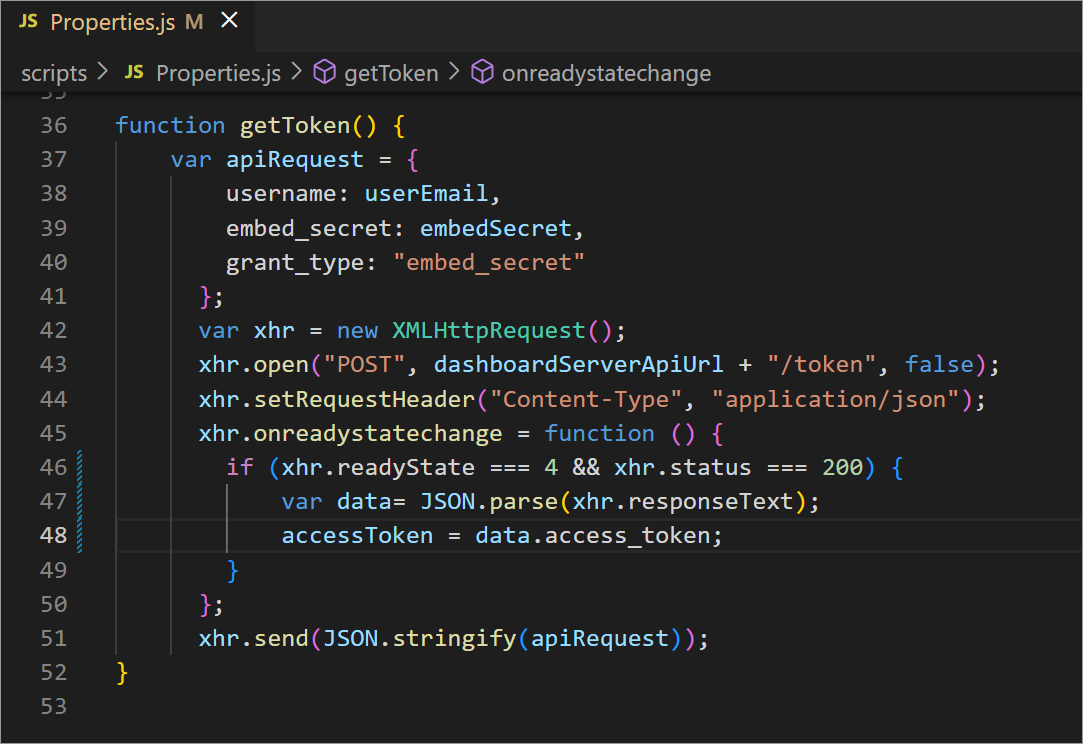 JS Properties.js M ×
scripts > JS Properties.js > getToken > onreadystatechange
35
36 function getToken() {
37 var apiRequest = {
38 username: userEmail,
39 embed_secret: embedSecret,
40 grant_type: "embed_secret"
41 };
42 var xhr = new XMLHttpRequest();
43 xhr.open("POST", dashboardServerApiUrl + "/token", false);
44 xhr.setRequestHeader("Content-Type", "application/json");
45 xhr.onreadystatechange = function () {
46 if (xhr.readyState === 4 && xhr.status === 200) {
47 var data= JSON.parse(xhr.responseText);
48 accessToken = data.access_token;
49 }
50 };
51 xhr.send(JSON.stringify(apiRequest));
52 }
53